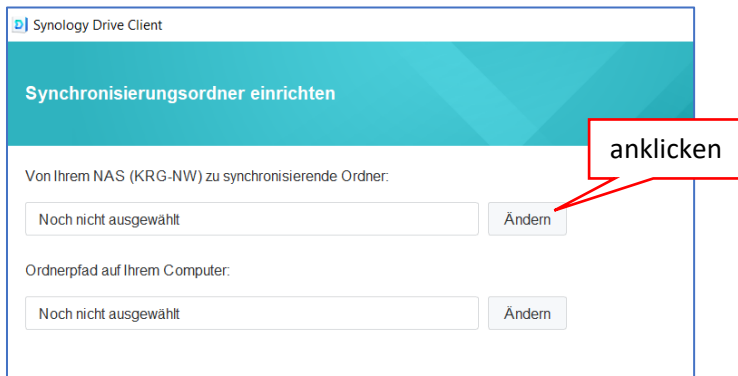 Synology Drive Client
Synchronisierungsordner einrichten
anklicken
Von Ihrem NAS (KRG-NW) zu synchronisierende Ordner:
Noch nicht ausgewählt
Ändern
Ordnerpfad auf Ihrem Computer:
Noch nicht ausgewählt
Ändern